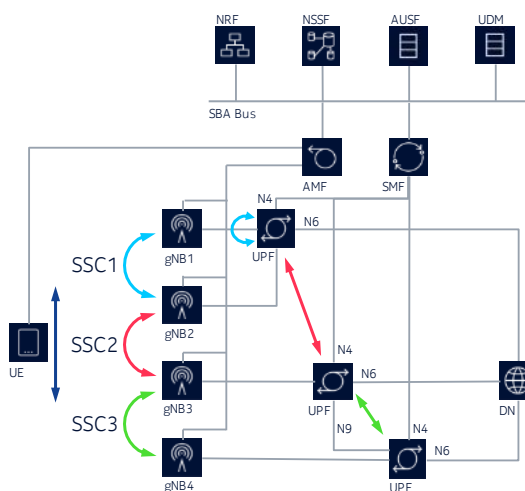 NRF
NSSF
AUSF
UDM
SBA Bus
AMF
SMF
N4
N6
gNB1
UPF
SSC1
gNB2
SSC2
UE
N4
N6
gNB3
UPF
DN
SSC3
N9
N4
N6
gNB4
UPF